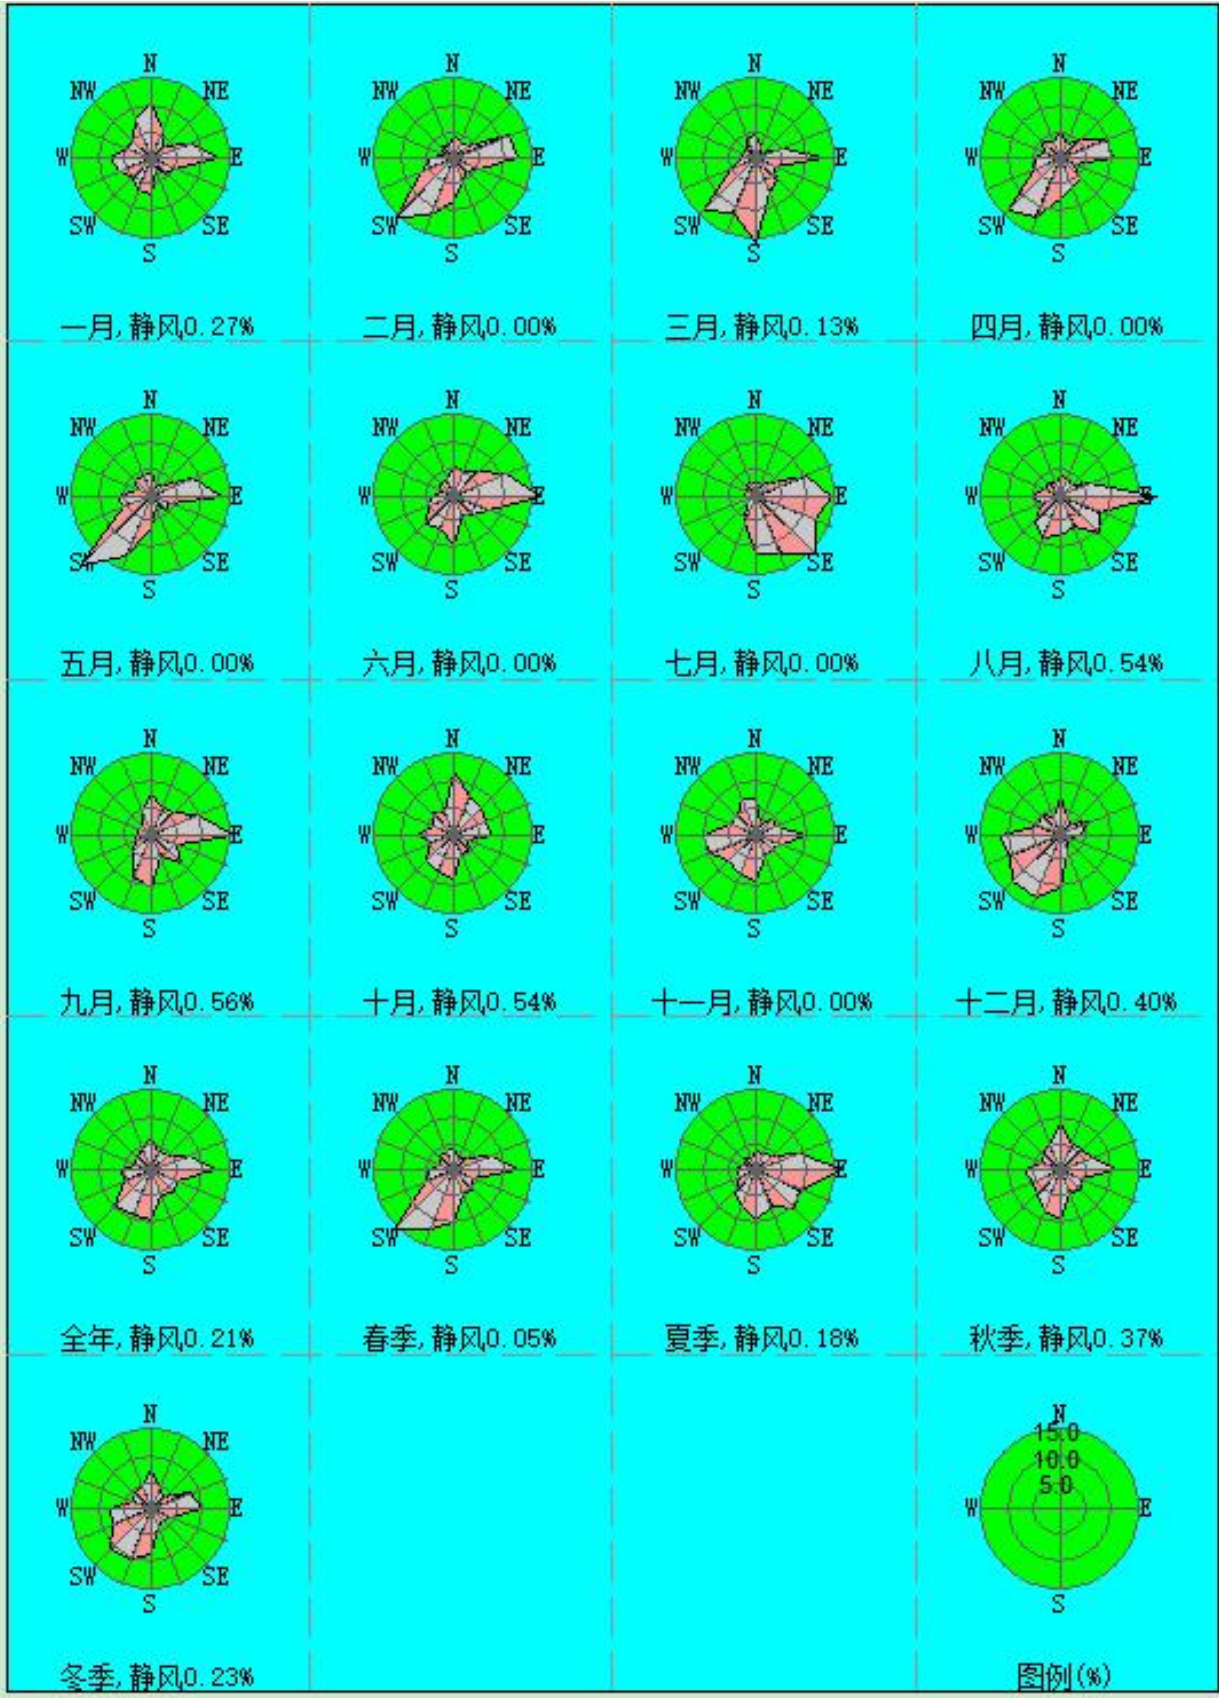 N
NW NE
W E
SW SE
S
一月,静风0.27%
N
NW NE
W E
SW SE
S
二月,静风0.00%
N
NW NE
W E
SW SE
S
三月,静风0.13%
N
NW NE
W E
SW SE
S
四月,静风0.00%
N
NW NE
W E
SW SE
S
五月,静风0.00%
N
NW NE
W E
SW SE
S
六月,静风0.00%
N
NW NE
W E
SW SE
S
七月,静风0.00%
N
NW NE
W E
SW SE
S
八月,静风0.54%
N
NW NE
W E
SW SE
S
九月,静风0.56%
N
NW NE
W E
SW SE
S
十月,静风0.54%
N
NW NE
W E
SW SE
S
十一月,静风0.00%
N
NW NE
W E
SW SE
S
十二月,静风0.40%
N
NW NE
W E
SW SE
S
全年,静风0.21%
N
NW NE
W E
SW SE
S
春季,静风0.05%
N
NW NE
W E
SW SE
S
夏季,静风0.18%
N
NW NE
W E
SW SE
S
秋季,静风0.37%
N
NW NE
W E
SW SE
S
冬季,静风0.23%
N
15.0
10.0
5.0
W E
S
图例(%)